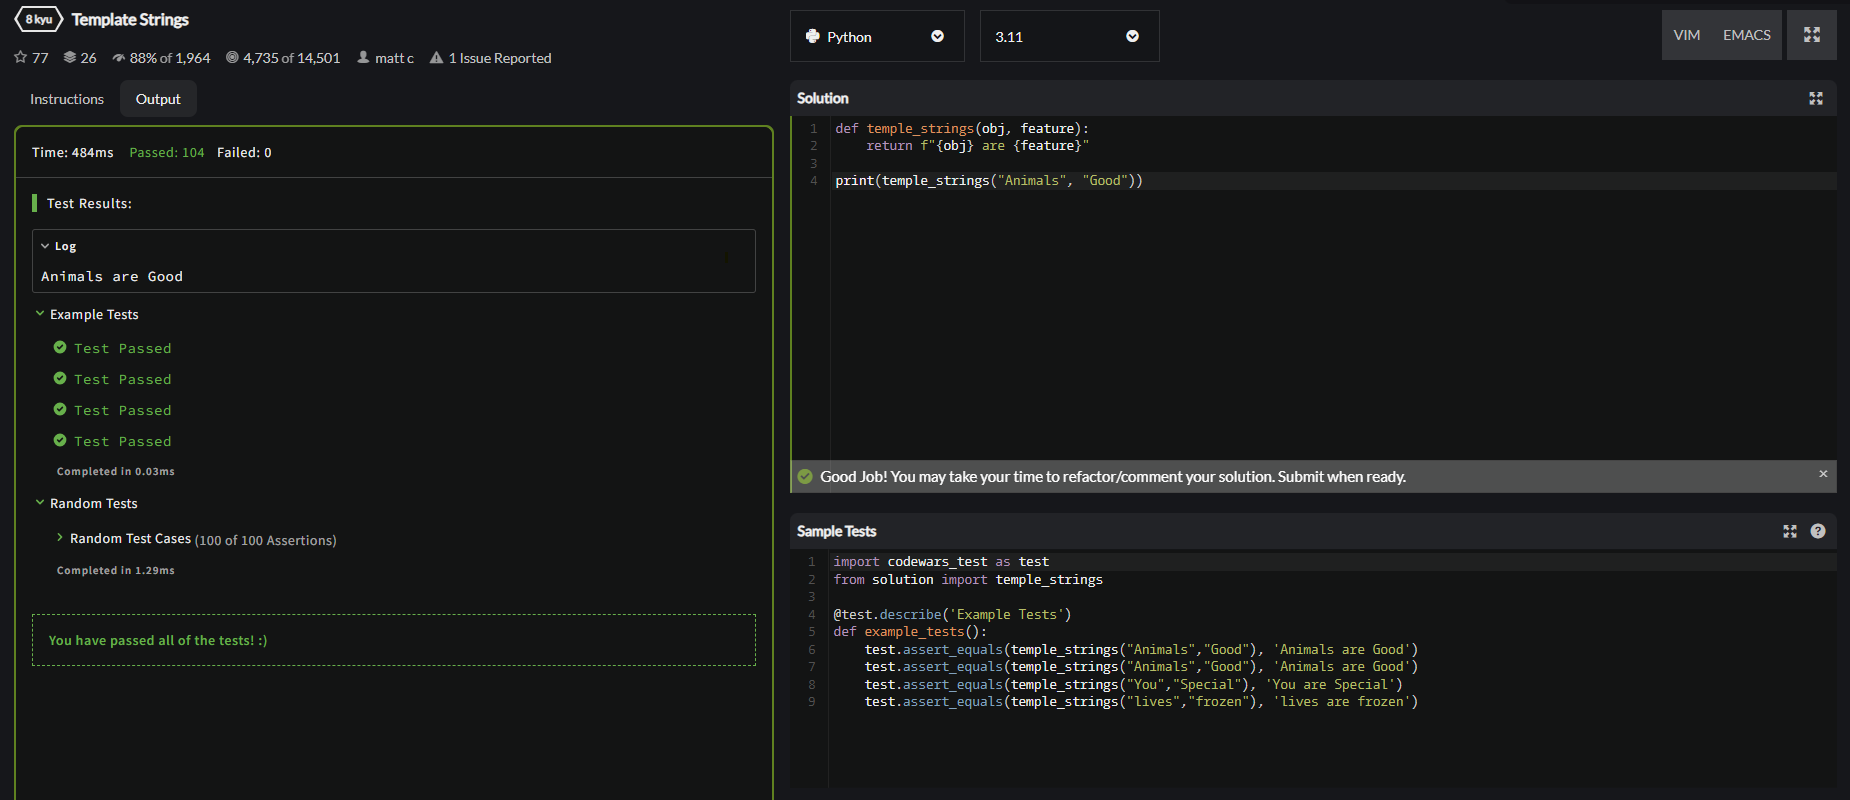 8 kyu Template Strings
77 26 88% of 1,964 4,735 of 14,501 matt c 1 Issue Reported
Instructions Output
Time: 484ms Passed: 104 Failed: 0
Test Results:
Log
Animals are Good
Example Tests
Test Passed
Test Passed
Test Passed
Test Passed
Completed in 0.03ms
Random Tests
Random Test Cases (100 of 100 Assertions)
Completed in 1.29ms
You have passed all of the tests! :)
Python 3.11 VIM EMACS
Solution
1 def temple_strings(obj, feature):
2     return f"{obj} are {feature}"
3
4 print(temple_strings("Animals", "Good"))
Good Job! You may take your time to refactor/comment your solution. Submit when ready. ×
Sample Tests ?
1 import codewars_test as test
2 from solution import temple_strings
3
4 @test.describe('Example Tests')
5 def example_tests():
6     test.assert_equals(temple_strings("Animals","Good"), 'Animals are Good')
7     test.assert_equals(temple_strings("Animals","Good"), 'Animals are Good')
8     test.assert_equals(temple_strings("You","Special"), 'You are Special')
9     test.assert_equals(temple_strings("lives","frozen"), 'lives are frozen')